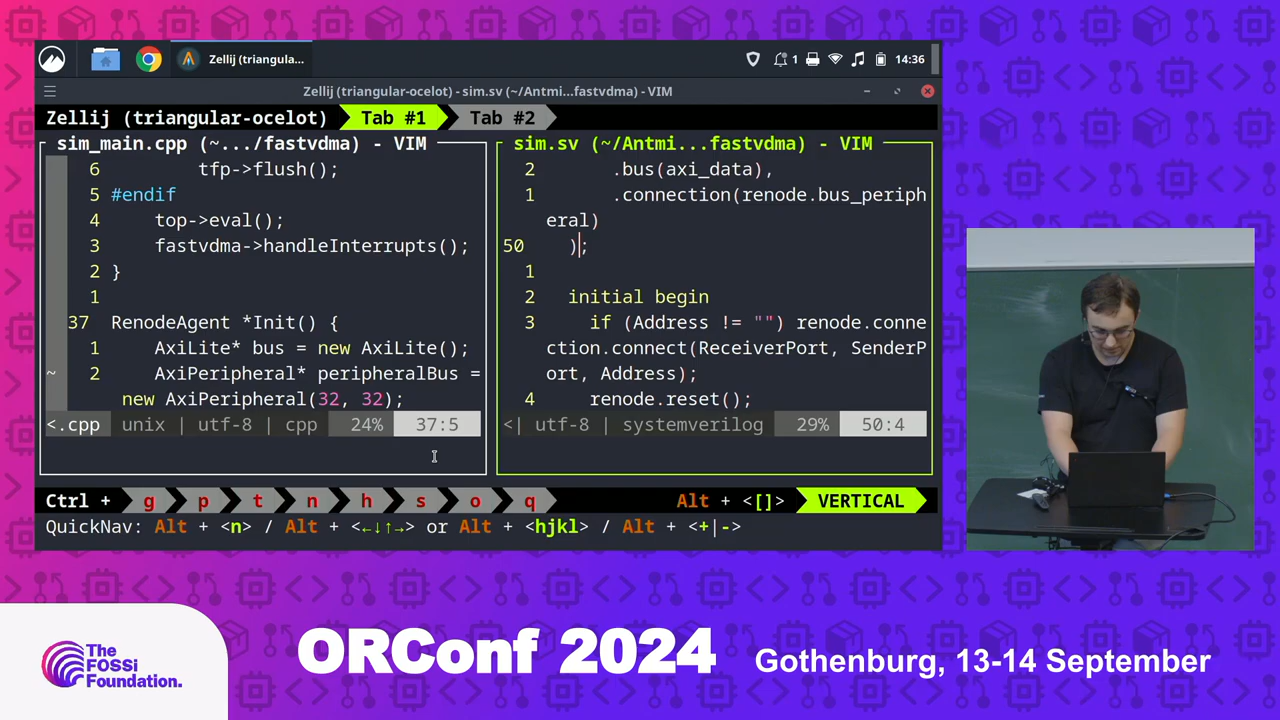 Zellij (triangula...
1
14:36
Zellij (triangular-ocelot) - sim.sv (~/Antmi...fastvdma) - VIM
Zellij (triangular-ocelot) Tab #1 Tab #2
sim_main.cpp (~.../fastvdma) - VIM
6 tfp->flush();
5 #endif
4 top->eval();
3 fastvdma->handleInterrupts();
2 }
1
37 RenodeAgent *Init() {
1 AxiLite* bus = new AxiLite();
~ 2 AxiPeripheral* peripheralBus =
new AxiPeripheral(32, 32);
<.cpp unix | utf-8 | cpp 24% 37:5
sim.sv (~/Antmi...fastvdma) - VIM
2 .bus(axi_data),
1 .connection(renode.bus_periph
eral)
50 );
1
2 initial begin
3 if (Address != "") renode.conne
ction.connect(ReceiverPort, SenderP
ort, Address);
4 renode.reset();
<| utf-8 | systemverilog 29% 50:4
Ctrl + g p t n h s o q Alt + <[]> VERTICAL
QuickNav: Alt + <n> / Alt + <←↓↑→> or Alt + <hjkl> / Alt + <+|->
The
FOSSi
Foundation.
ORConf 2024
Gothenburg, 13-14 September